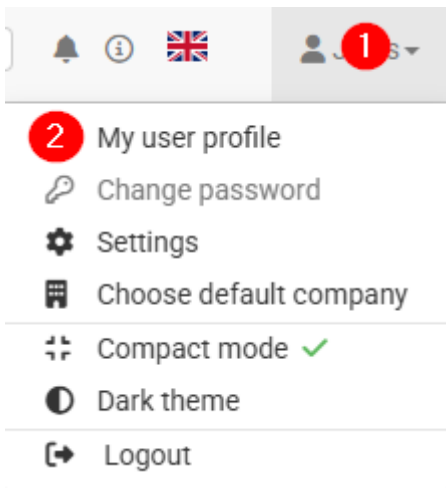 1
2 My user profile
Change password
Settings
Choose default company
Compact mode
Dark theme
Logout